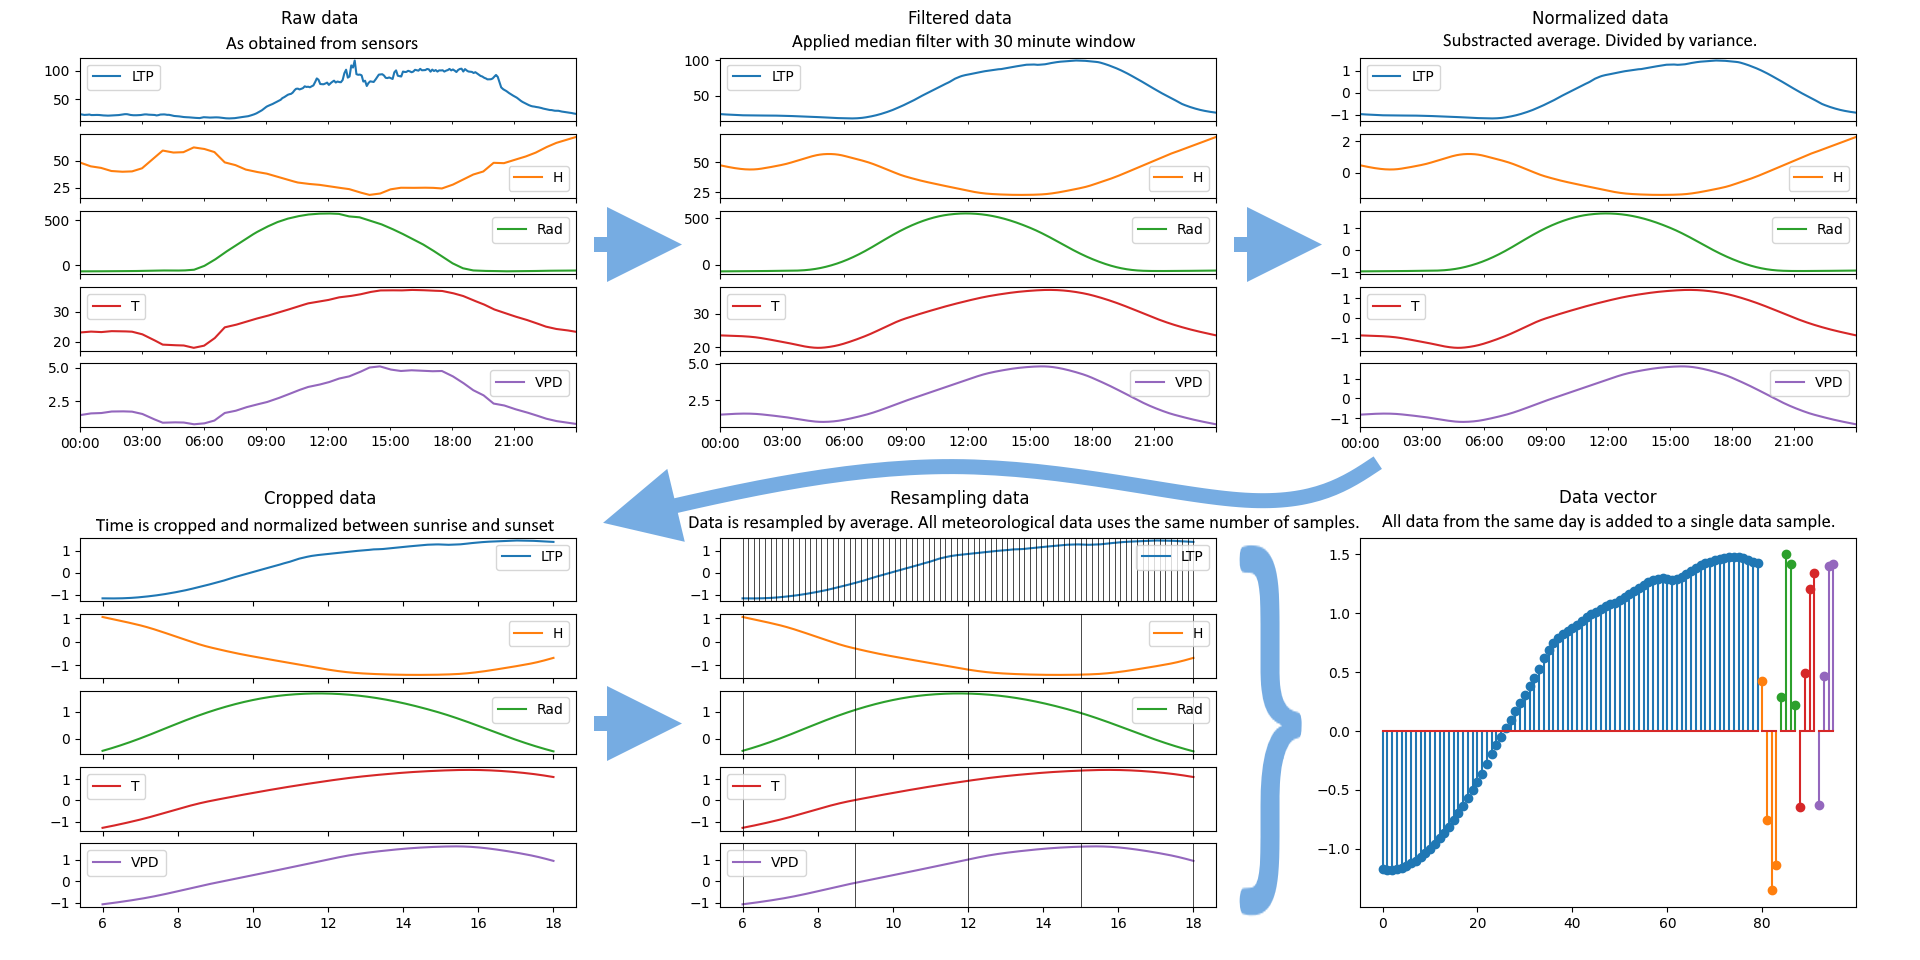 Raw data
As obtained from sensors
LTP
100
50
H
50
25
Rad
500
0
T
30
20
VPD
5.0
2.5
00:00 03:00 06:00 09:00 12:00 15:00 18:00 21:00
Filtered data
Applied median filter with 30 minute window
LTP
100
50
H
50
25
Rad
500
0
T
30
20
VPD
5.0
2.5
00:00 03:00 06:00 09:00 12:00 15:00 18:00 21:00
Normalized data
Substracted average. Divided by variance.
LTP
1
0
−1
H
2
0
Rad
1
0
−1
T
1
0
−1
VPD
1
0
−1
00:00 03:00 06:00 09:00 12:00 15:00 18:00 21:00
Cropped data
Time is cropped and normalized between sunrise and sunset
LTP
1
0
−1
H
1
0
−1
Rad
1
0
T
1
0
−1
VPD
1
0
−1
6 8 10 12 14 16 18
Resampling data
Data is resampled by average. All meteorological data uses the same number of samples.
LTP
1
0
−1
H
1
0
−1
Rad
1
0
T
1
0
−1
VPD
1
0
−1
6 8 10 12 14 16 18
Data vector
All data from the same day is added to a single data sample.
1.5
1.0
0.5
0.0
−0.5
−1.0
0 20 40 60 80